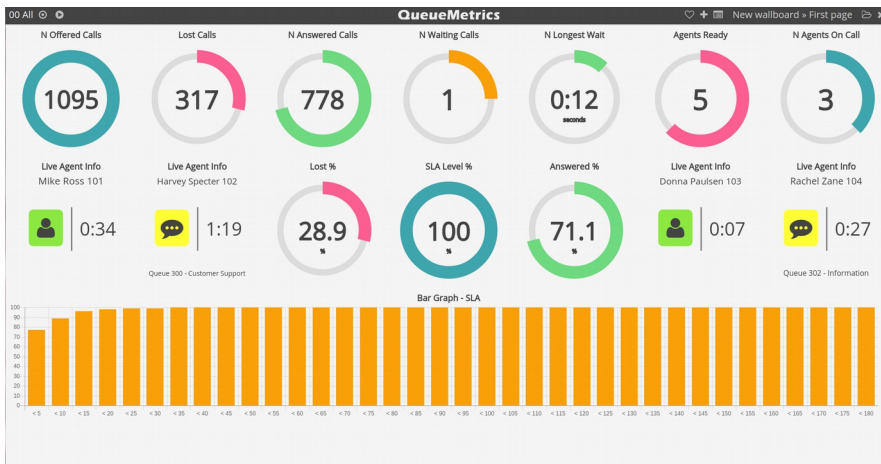 00 All
QueueMetrics
New wallboard » First page
N Offered Calls
Lost Calls
N Answered Calls
N Waiting Calls
N Longest Wait
Agents Ready
N Agents On Call
1095
317
778
1
0:12
seconds
5
3
Live Agent Info
Mike Ross 101
Live Agent Info
Harvey Specter 102
Lost %
SLA Level %
Answered %
Live Agent Info
Donna Paulsen 103
Live Agent Info
Rachel Zane 104
0:34
1:19
28.9
%
100
%
71.1
%
0:07
0:27
Queue 300 - Customer Support
Queue 302 - Information
Bar Graph - SLA
100
90
80
70
60
50
40
30
20
10
0
< 5 < 10 < 15 < 20 < 25 < 30 < 35 < 40 < 45 < 50 < 55 < 60 < 65 < 70 < 75 < 80 < 85 < 90 < 95 < 100 < 105 < 110 < 115 < 120 < 125 < 130 < 135 < 140 < 145 < 150 < 155 < 160 < 165 < 170 < 175 < 180